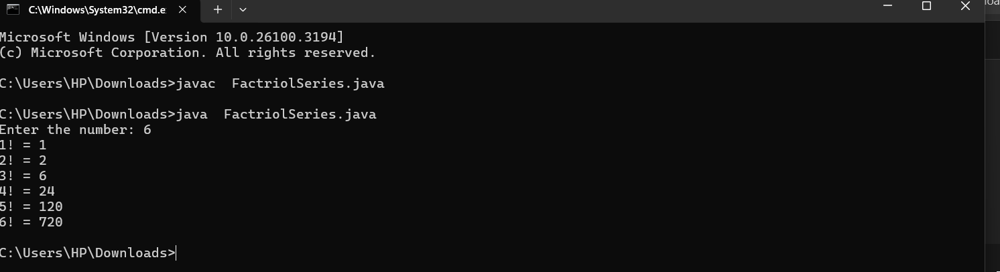 C:\Windows\System32\cmd.e
Microsoft Windows [Version 10.0.26100.3194]
(c) Microsoft Corporation. All rights reserved.
C:\Users\HP\Downloads>javac  FactriolSeries.java
C:\Users\HP\Downloads>java  FactriolSeries.java
Enter the number: 6
1! = 1
2! = 2
3! = 6
4! = 24
5! = 120
6! = 720
C:\Users\HP\Downloads>